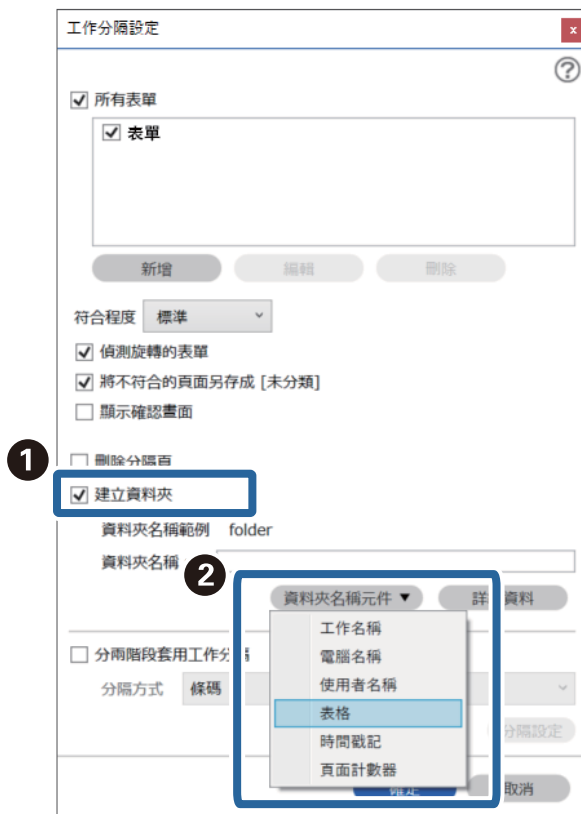 工作分隔設定
x
?
所有表單
表單
新增 編輯 刪除
符合程度 標準
偵測旋轉的表單
將不符合的頁面另存成 [未分類]
顯示確認畫面
1
刪除分隔頁
建立資料夾
資料夾名稱範例 folder
資料夾名稱
2
資料夾名稱元件 ▼ 詳 資料
工作名稱
分兩階段套用工作分隔
電腦名稱
分隔方式 條碼
使用者名稱
表格
時間戳記
分隔設定
頁面計數器
確定 取消